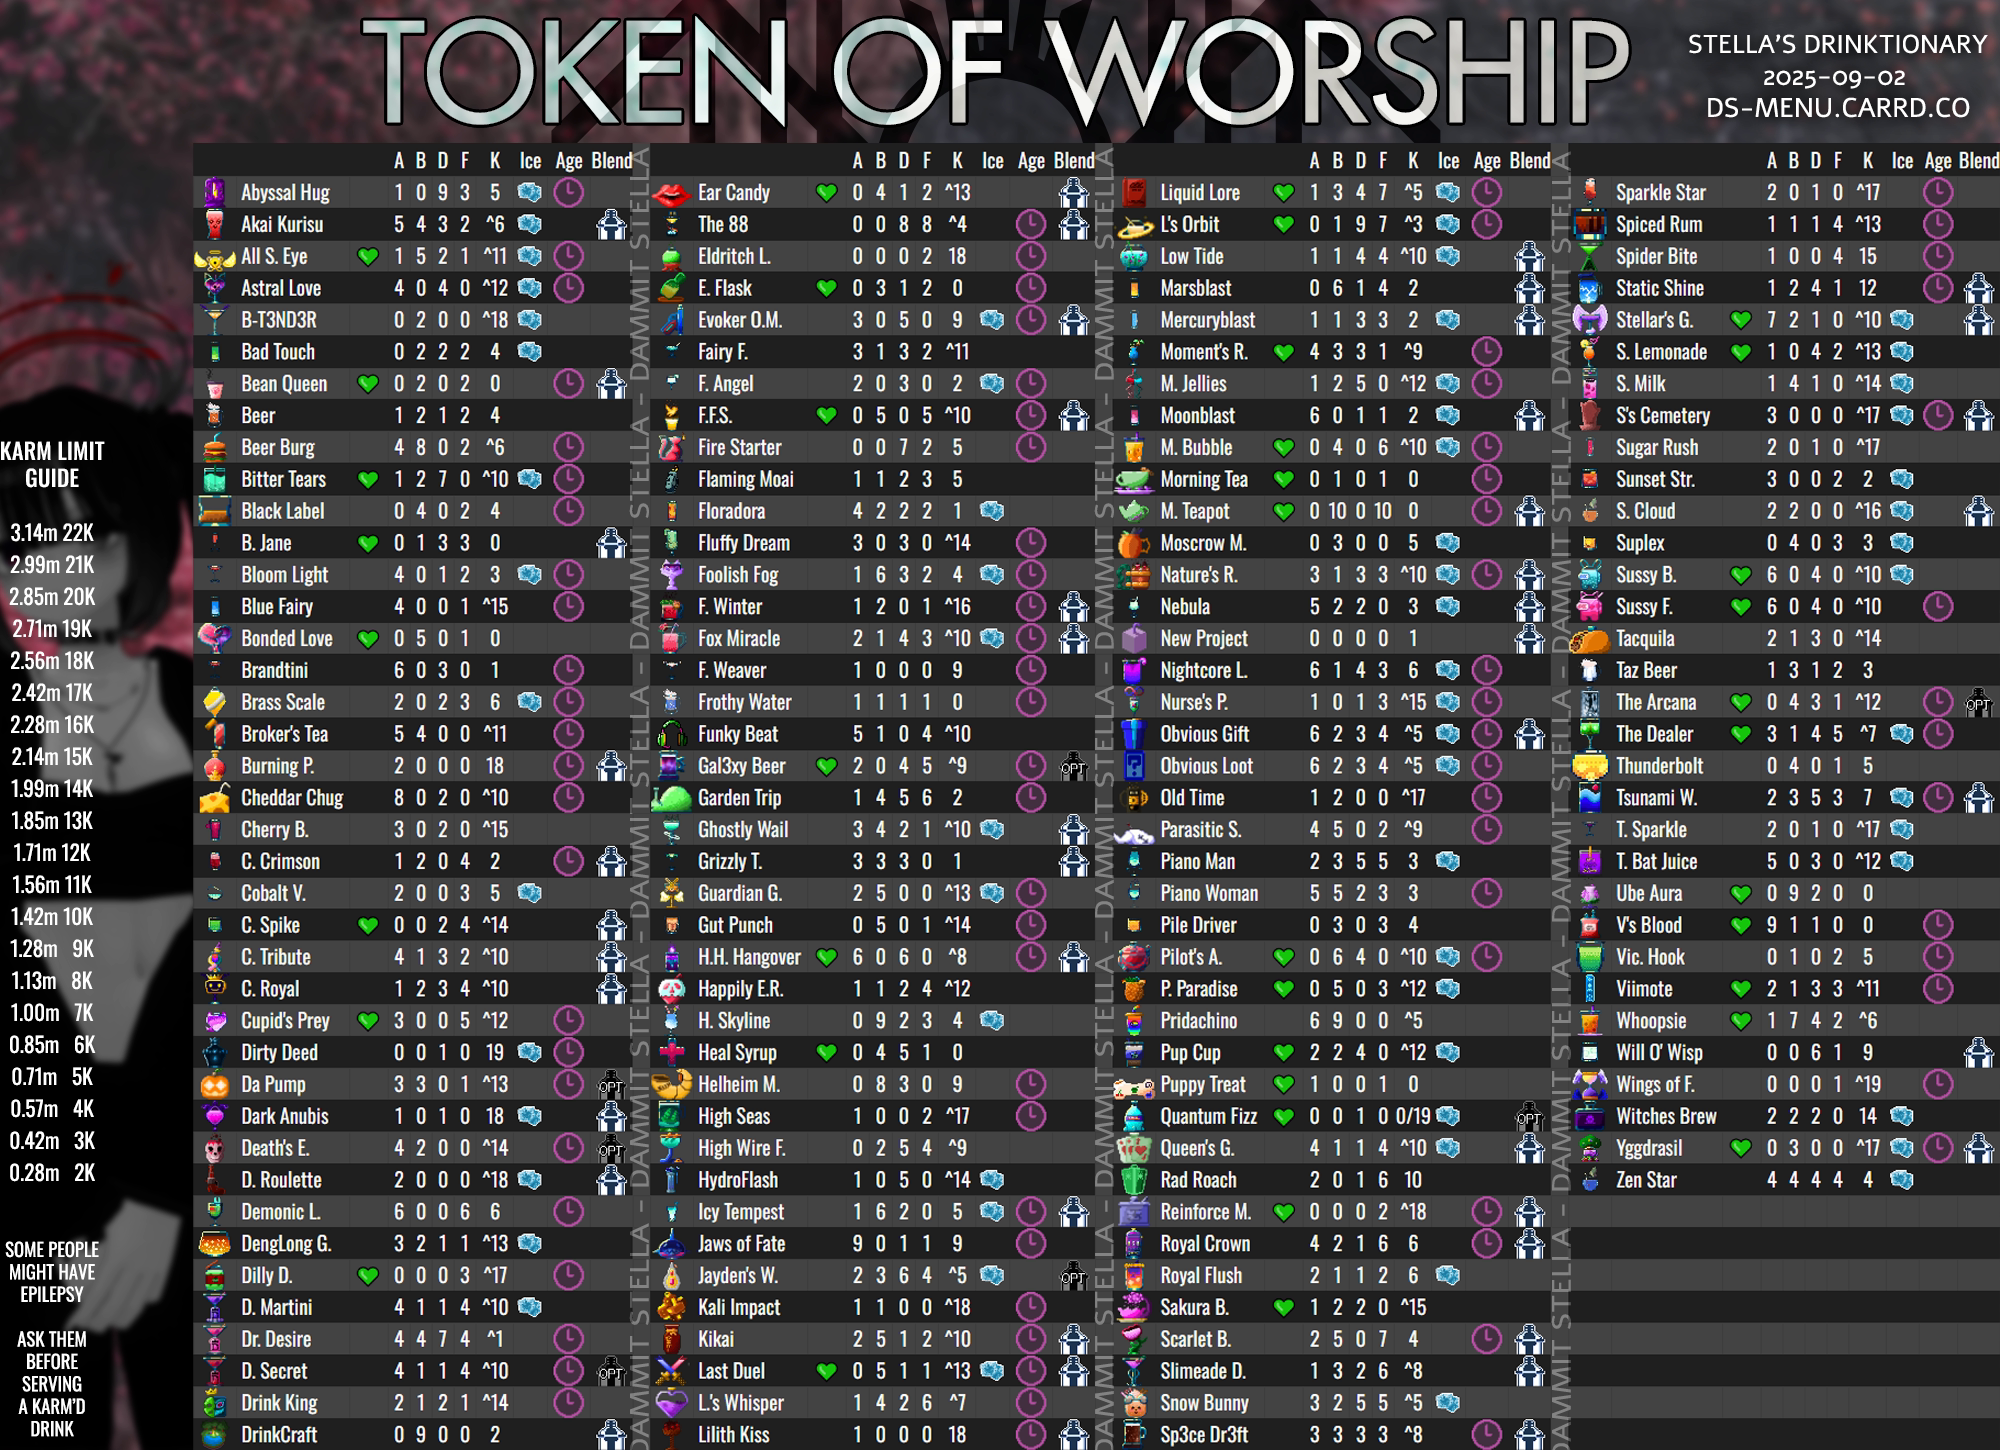 TOKEN OF WORSHIP
STELLA'S DRINKTIONARY
2025-09-02
DS-MENU.CARRD.CO
KARM LIMIT
GUIDE
3.14m 22K
2.99m 21K
2.85m 20K
2.71m 19K
2.56m 18K
2.42m 17K
2.28m 16K
2.14m 15K
1.99m 14K
1.85m 13K
1.71m 12K
1.56m 11K
1.42m 10K
1.28m 9K
1.13m 8K
1.00m 7K
0.85m 6K
0.71m 5K
0.57m 4K
0.42m 3K
0.28m 2K
SOME PEOPLE
MIGHT HAVE
EPILEPSY
ASK THEM
BEFORE
SERVING
A KARM'D
DRINK
A B D F K Ice Age Blend
Abyssal Hug 1 0 9 3 5
Akai Kurisu 5 4 3 2 ^6
All S. Eye 1 5 2 1 ^11
Astral Love 4 0 4 0 ^12
B-T3ND3R 0 2 0 0 ^18
Bad Touch 0 2 2 2 4
Bean Queen 0 2 0 2 0
Beer 1 2 1 2 4
Beer Burg 4 8 0 2 ^6
Bitter Tears 1 2 7 0 ^10
Black Label 0 4 0 2 4
B. Jane 0 1 3 3 0
Bloom Light 4 0 1 2 3
Blue Fairy 4 0 0 1 ^15
Bonded Love 0 5 0 1 0
Brandtini 6 0 3 0 1
Brass Scale 2 0 2 3 6
Broker's Tea 5 4 0 0 ^11
Burning P. 2 0 0 0 18
Cheddar Chug 8 0 2 0 ^10
Cherry B. 3 0 2 0 ^15
C. Crimson 1 2 0 4 2
Cobalt V. 2 0 0 3 5
C. Spike 0 0 2 4 ^14
C. Tribute 4 1 3 2 ^10
C. Royal 1 2 3 4 ^10
Cupid's Prey 3 0 0 5 ^12
Dirty Deed 0 0 1 0 19
Da Pump 3 3 0 1 ^13 OPT
Dark Anubis 1 0 1 0 18
Death's E. 4 2 0 0 ^14 OPT
D. Roulette 2 0 0 0 ^18
Demonic L. 6 0 0 6 6
DengLong G. 3 2 1 1 ^13
Dilly D. 0 0 0 3 ^17
D. Martini 4 1 1 4 ^10
Dr. Desire 4 4 7 4 ^1
D. Secret 4 1 1 4 ^10 OPT
Drink King 2 1 2 1 ^14
DrinkCraft 0 9 0 0 2
DAMMIT STELLA - DAMMIT STELLA - DAMMIT STELLA - DAMMIT STELLA
A B D F K Ice Age Blend
Ear Candy 0 4 1 2 ^13
The 88 0 0 8 8 ^4
Eldritch L. 0 0 0 2 18
E. Flask 0 3 1 2 0
Evoker O.M. 3 0 5 0 9
Fairy F. 3 1 3 2 ^11
F. Angel 2 0 3 0 2
F.F.S. 0 5 0 5 ^10
Fire Starter 0 0 7 2 5
Flaming Moai 1 1 2 3 5
Floradora 4 2 2 2 1
Fluffy Dream 3 0 3 0 ^14
Foolish Fog 1 6 3 2 4
F. Winter 1 2 0 1 ^16
Fox Miracle 2 1 4 3 ^10
F. Weaver 1 0 0 0 9
Frothy Water 1 1 1 1 0
Funky Beat 5 1 0 4 ^10
Gal3xy Beer 2 0 4 5 ^9 OPT
Garden Trip 1 4 5 6 2
Ghostly Wail 3 4 2 1 ^10
Grizzly T. 3 3 3 0 1
Guardian G. 2 5 0 0 ^13
Gut Punch 0 5 0 1 ^14
H.H. Hangover 6 0 6 0 ^8
Happily E.R. 1 1 2 4 ^12
H. Skyline 0 9 2 3 4
Heal Syrup 0 4 5 1 0
Helheim M. 0 8 3 0 9
High Seas 1 0 0 2 ^17
High Wire F. 0 2 5 4 ^9
HydroFlash 1 0 5 0 ^14
Icy Tempest 1 6 2 0 5
Jaws of Fate 9 0 1 1 9
Jayden's W. 2 3 6 4 ^5 OPT
Kali Impact 1 1 0 0 ^18
Kikai 2 5 1 2 ^10
Last Duel 0 5 1 1 ^13
L.'s Whisper 1 4 2 6 ^7
Lilith Kiss 1 0 0 0 18
DAMMIT STELLA - DAMMIT STELLA - DAMMIT STELLA - DAMMIT STELLA
A B D F K Ice Age Blend
Liquid Lore 1 3 4 7 ^5
L's Orbit 0 1 9 7 ^3
Low Tide 1 1 4 4 ^10
Marsblast 0 6 1 4 2
Mercuryblast 1 1 3 3 2
Moment's R. 4 3 3 1 ^9
M. Jellies 1 2 5 0 ^12
Moonblast 6 0 1 1 2
M. Bubble 0 4 0 6 ^10
Morning Tea 0 1 0 1 0
M. Teapot 0 10 0 10 0
Moscrow M. 0 3 0 0 5
Nature's R. 3 1 3 3 ^10
Nebula 5 2 2 0 3
New Project 0 0 0 0 1
Nightcore L. 6 1 4 3 6
Nurse's P. 1 0 1 3 ^15
Obvious Gift 6 2 3 4 ^5
Obvious Loot 6 2 3 4 ^5
Old Time 1 2 0 0 ^17
Parasitic S. 4 5 0 2 ^9
Piano Man 2 3 5 5 3
Piano Woman 5 5 2 3 3
Pile Driver 0 3 0 3 4
Pilot's A. 0 6 4 0 ^10
P. Paradise 0 5 0 3 ^12
Pridachino 6 9 0 0 ^5
Pup Cup 2 2 4 0 ^12
Puppy Treat 1 0 0 1 0
Quantum Fizz 0 0 1 0 0/19 OPT
Queen's G. 4 1 1 4 ^10
Rad Roach 2 0 1 6 10
Reinforce M. 0 0 0 2 ^18
Royal Crown 4 2 1 6 6
Royal Flush 2 1 1 2 6
Sakura B. 1 2 2 0 ^15
Scarlet B. 2 5 0 7 4
Slimeade D. 1 3 2 6 ^8
Snow Bunny 3 2 5 5 ^5
Sp3ce Dr3ft 3 3 3 3 ^8
DAMMIT STELLA - DAMMIT STELLA - DAMMIT STELLA - DAMMIT STELLA
A B D F K Ice Age Blend
Sparkle Star 2 0 1 0 ^17
Spiced Rum 1 1 1 4 ^13
Spider Bite 1 0 0 4 15
Static Shine 1 2 4 1 12
Stellar's G. 7 2 1 0 ^10
S. Lemonade 1 0 4 2 ^13
S. Milk 1 4 1 0 ^14
S's Cemetery 3 0 0 0 ^17
Sugar Rush 2 0 1 0 ^17
Sunset Str. 3 0 0 2 2
S. Cloud 2 2 0 0 ^16
Suplex 0 4 0 3 3
Sussy B. 6 0 4 0 ^10
Sussy F. 6 0 4 0 ^10
Tacquila 2 1 3 0 ^14
Taz Beer 1 3 1 2 3
The Arcana 0 4 3 1 ^12 OPT
The Dealer 3 1 4 5 ^7
Thunderbolt 0 4 0 1 5
Tsunami W. 2 3 5 3 7
T. Sparkle 2 0 1 0 ^17
T. Bat Juice 5 0 3 0 ^12
Ube Aura 0 9 2 0 0
V's Blood 9 1 1 0 0
Vic. Hook 0 1 0 2 5
Viimote 2 1 3 3 ^11
Whoopsie 1 7 4 2 ^6
Will O' Wisp 0 0 6 1 9
Wings of F. 0 0 0 1 ^19
Witches Brew 2 2 2 0 14
Yggdrasil 0 3 0 0 ^17
Zen Star 4 4 4 4 4